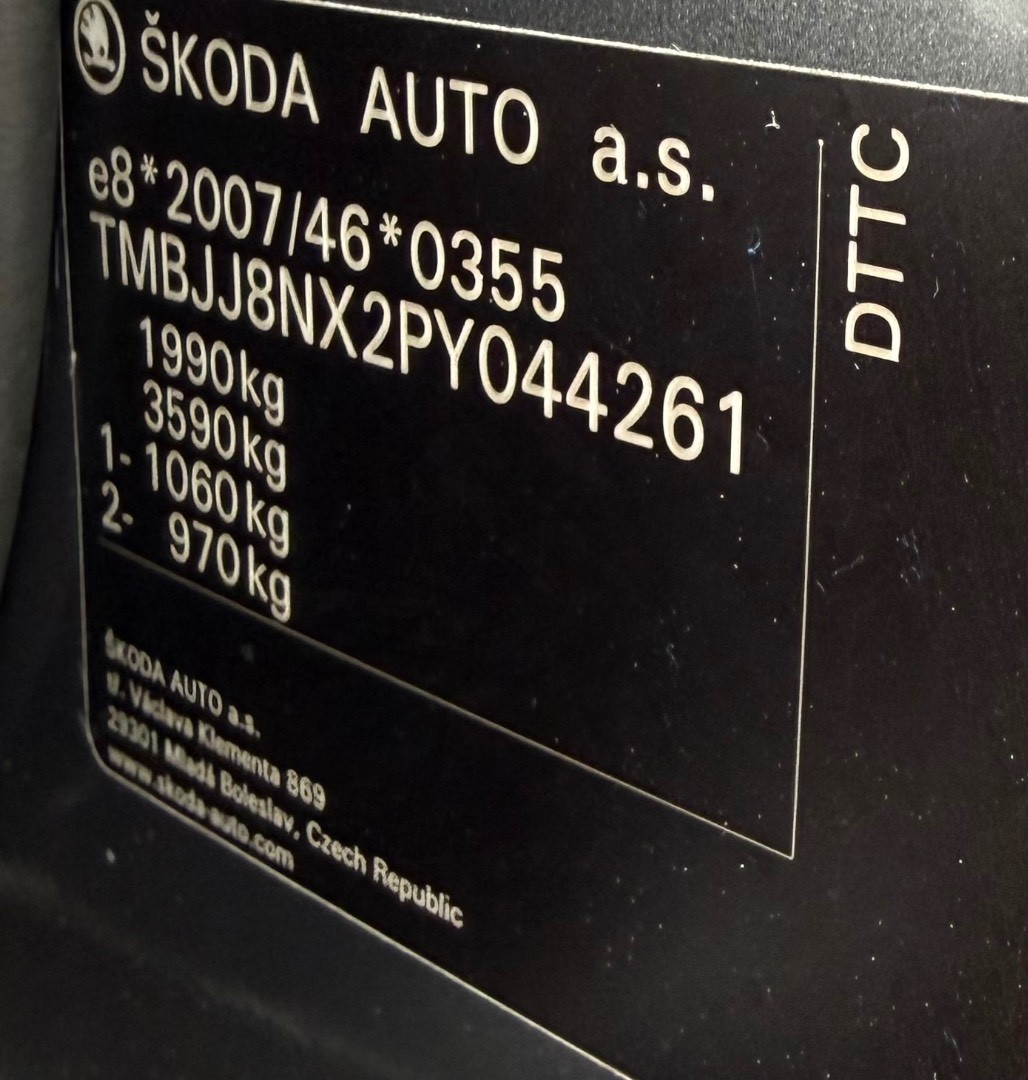 ŠKODA AUTO a.s.
e8*2007/46*0355
TMBJJ8NX2PY044261
1990kg
3590kg
1- 1060kg
2- 970kg
DTTC
ŠKODA AUTO a.s.
tř. Václava Klementa 869
29301 Mladá Boleslav, Czech Republic
www.skoda-auto.com